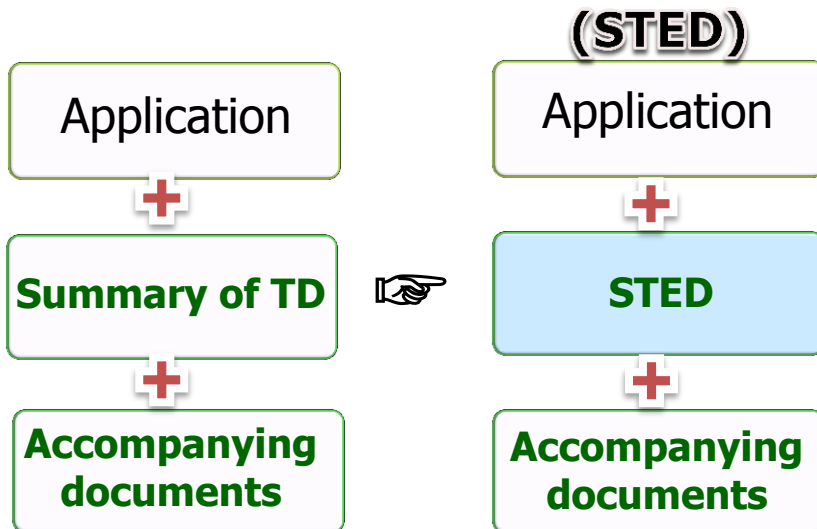 (STED)
Application
Application
+
+
Summary of TD
☞
STED
+
+
Accompanying
documents
Accompanying
documents